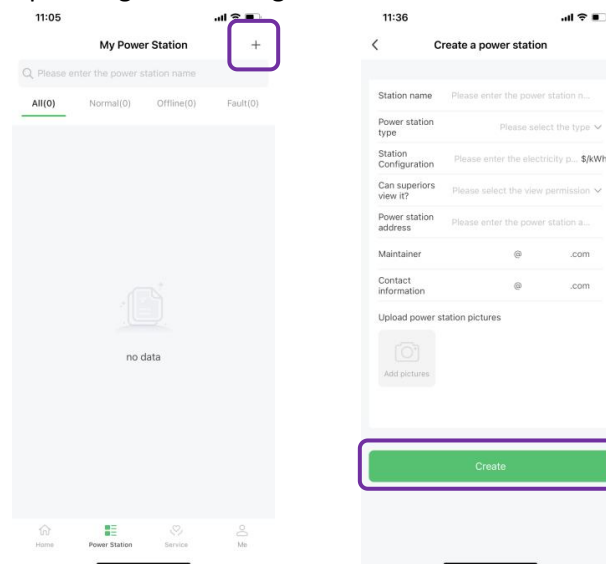 11:05
My Power Station
+
Please enter the power station name
All(0) Normal(0) Offline(0) Fault(0)
no data
Home Power Station Service Me
11:36
Create a power station
Station name Please enter the power station n...
Power station
type
Please select the type
Station
Configuration
Please enter the electricity p... $/kWh
Can superiors
view it?
Please select the view permission
Power station
address
Please enter the power station a...
Maintainer @ .com
Contact
information
@ .com
Upload power station pictures
Add pictures
Create